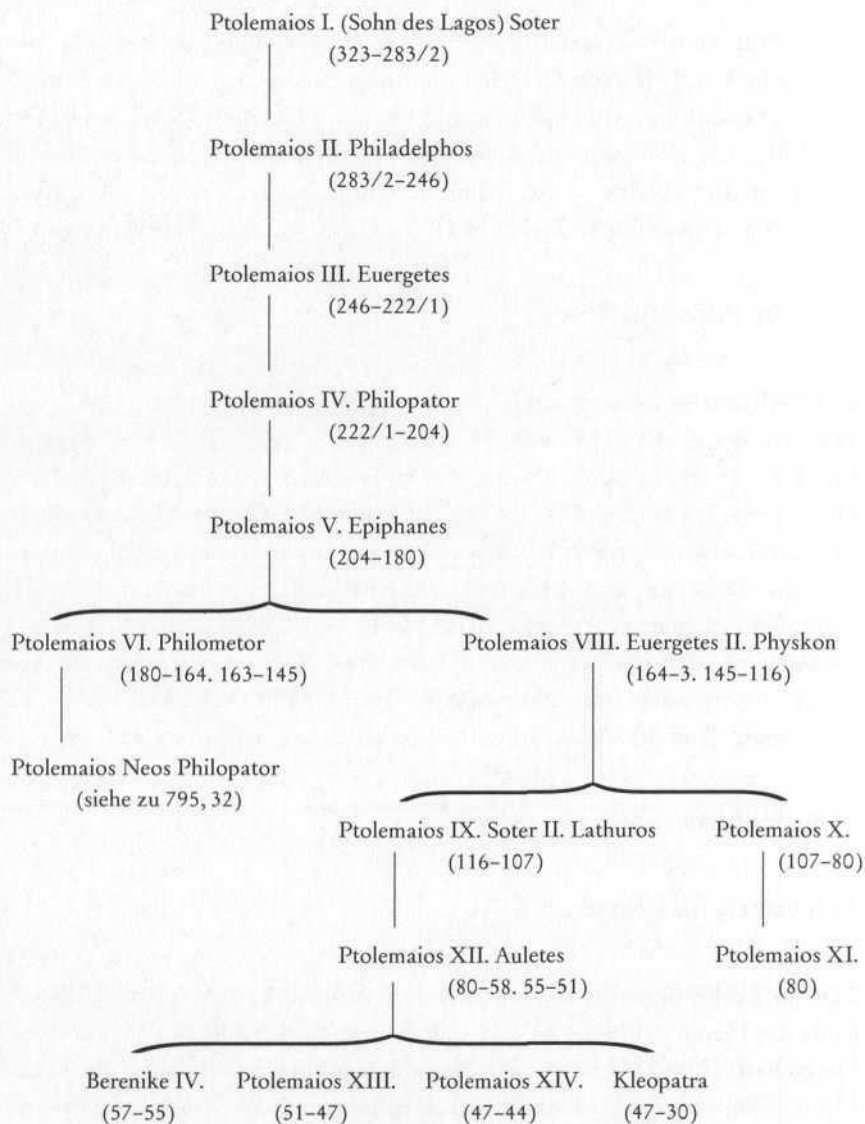 Ptolemaios I. (Sohn des Lagos) Soter
(323–283/2)
Ptolemaios II. Philadelphos
(283/2–246)
Ptolemaios III. Euergetes
(246–222/1)
Ptolemaios IV. Philopator
(222/1–204)
Ptolemaios V. Epiphanes
(204–180)
Ptolemaios VI. Philometor Ptolemaios VIII. Euergetes II. Physkon
(180–164. 163–145) (164–3. 145–116)
Ptolemaios Neos Philopator
(siehe zu 795, 32)
Ptolemaios IX. Soter II. Lathuros Ptolemaios X.
(116–107) (107–80)
Ptolemaios XII. Auletes Ptolemaios XI.
(80–58. 55–51) (80)
Berenike IV. Ptolemaios XIII. Ptolemaios XIV. Kleopatra
(57–55) (51–47) (47–44) (47–30)